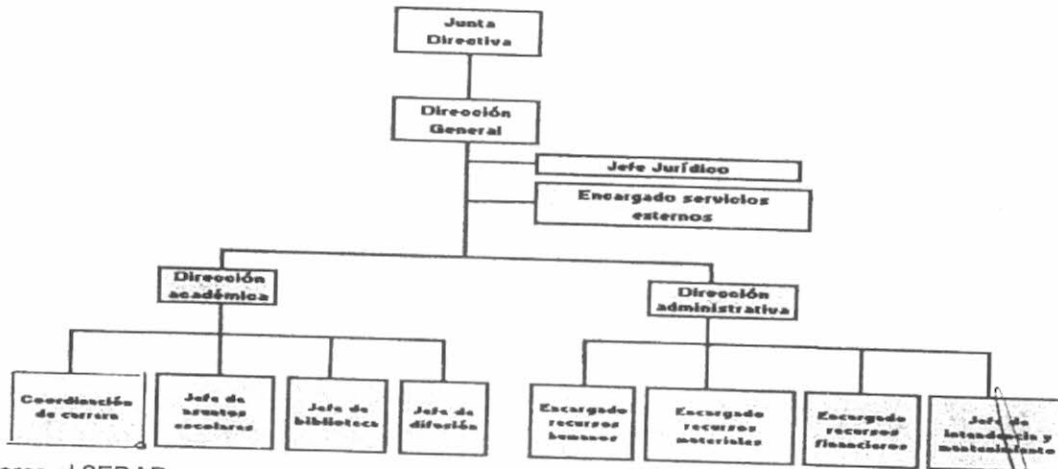 Junta
Directiva
Dirección
General
Jefe Jurídico
Encargado servicios
externos
Dirección
académica
Dirección
administrativa
Coordinación
de carrera
Jefe de
asuntos
escolares
Jefe de
biblioteca
Jefe de
difusión
Encargado
recursos
humanos
Encargado
recursos
materiales
Encargado
recursos
financieros
Jefe de
intendencia y
mantenimiento